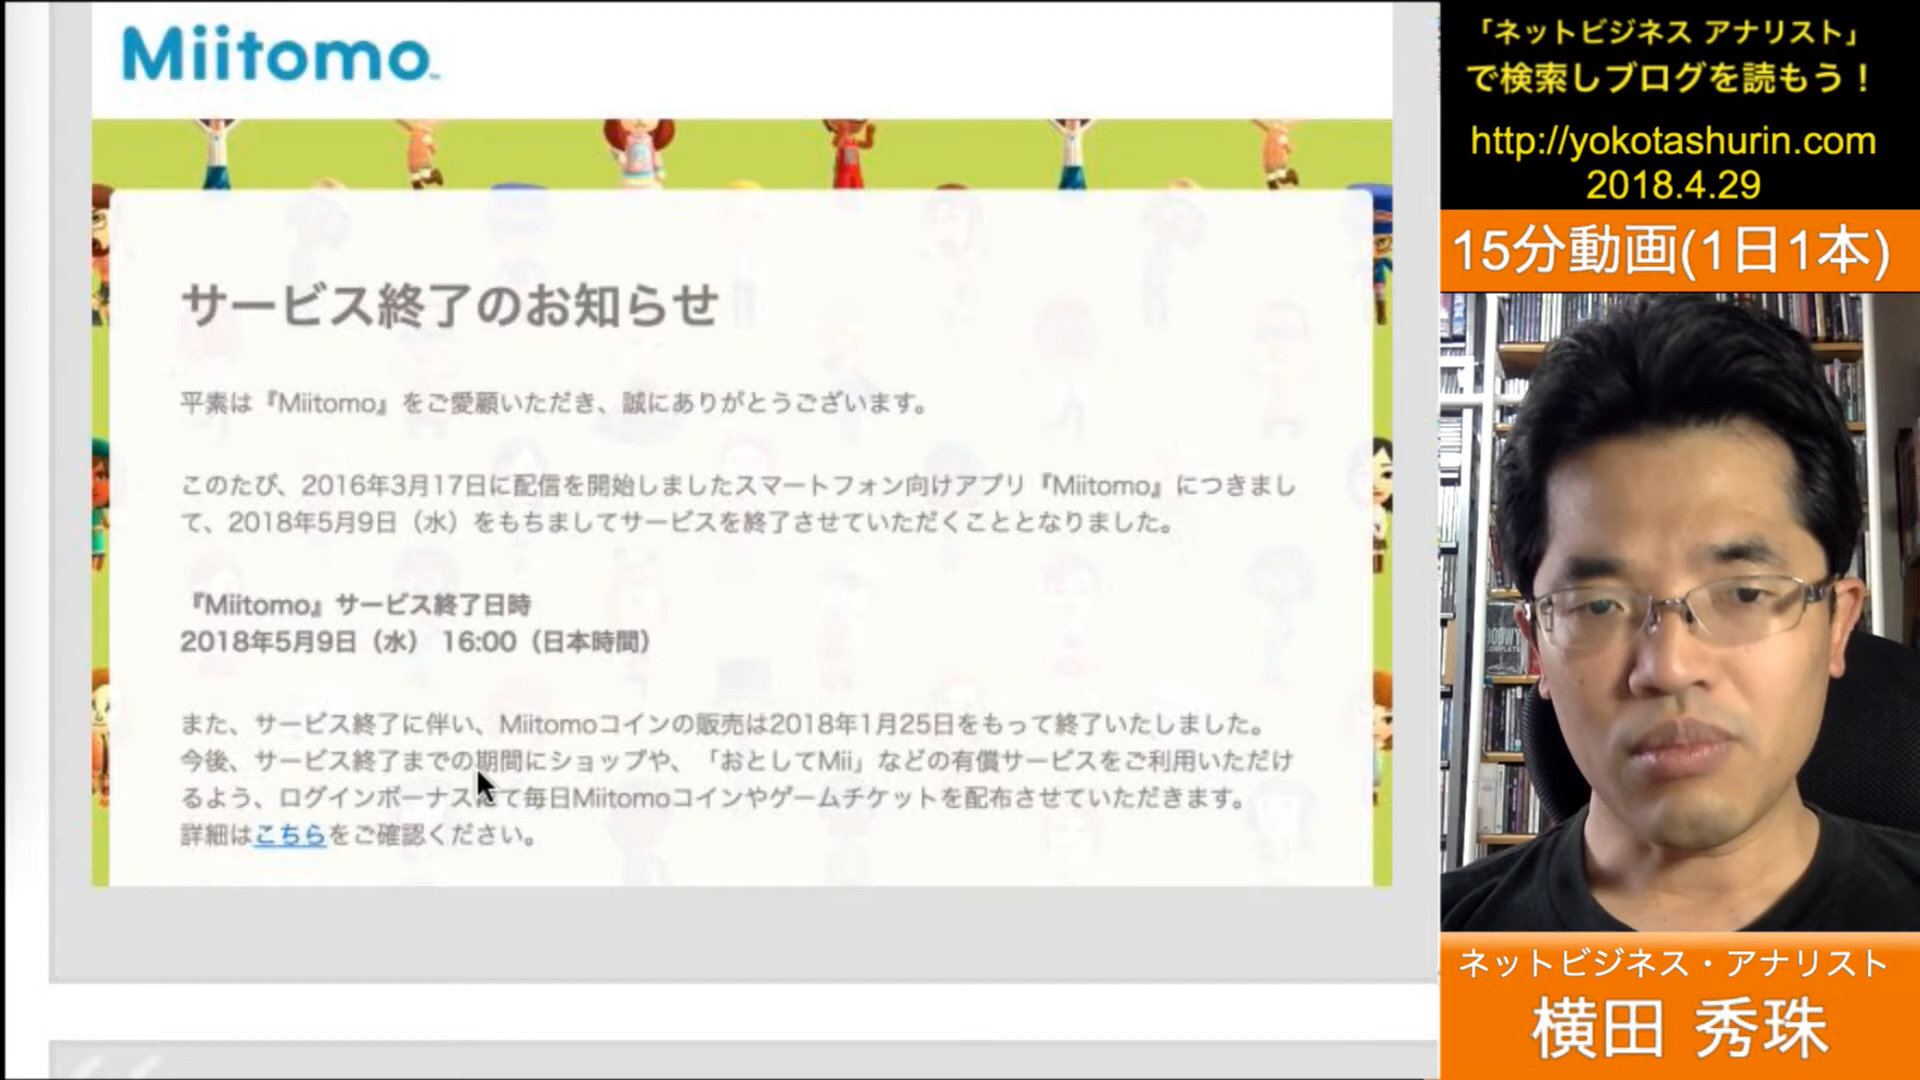 Miitomo
サービス終了のお知らせ
平素は『Miitomo』をご愛顧いただき、誠にありがとうございます。
このたび、2016年3月17日に配信を開始しましたスマートフォン向けアプリ『Miitomo』につきまし
て、2018年5月9日（水）をもちましてサービスを終了させていただくこととなりました。
『Miitomo』サービス終了日時
2018年5月9日（水） 16:00（日本時間）
また、サービス終了に伴い、Miitomoコインの販売は2018年1月25日をもって終了いたしました。
今後、サービス終了までの期間にショップや、「おとしてMii」などの有償サービスをご利用いただけ
るよう、ログインボーナスにて毎日Miitomoコインやゲームチケットを配布させていただきます。
詳細はこちらをご確認ください。
「ネットビジネス アナリスト」
で検索しブログを読もう！
http://yokotashurin.com
2018.4.29
15分動画(1日1本)
ネットビジネス・アナリスト
横田 秀珠